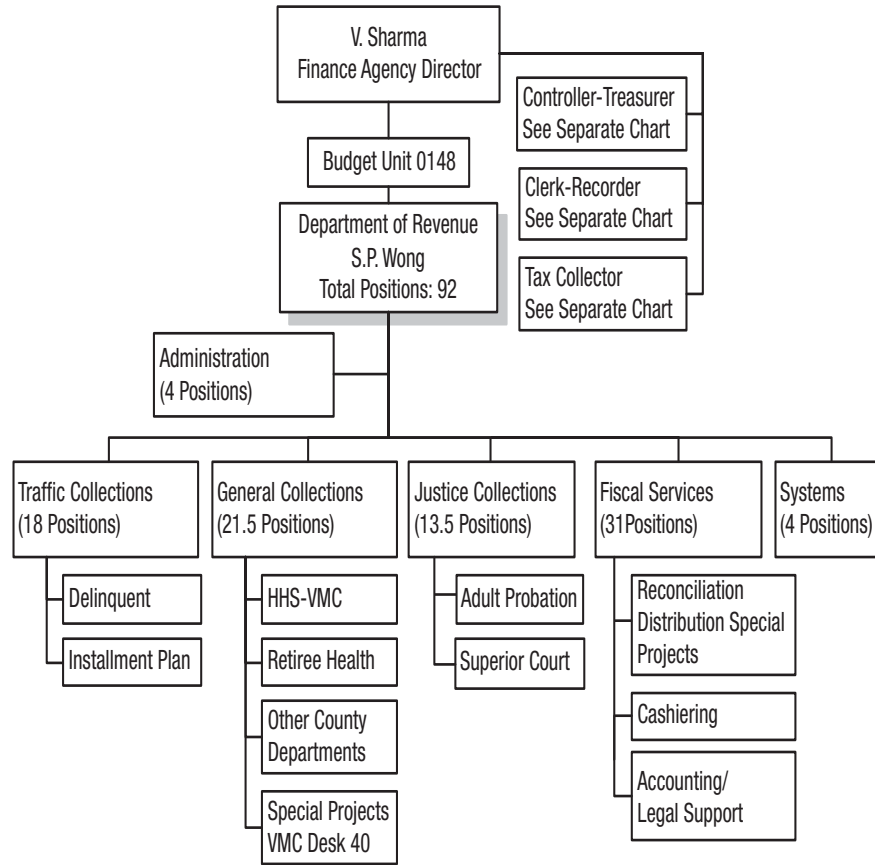 V. Sharma
Finance Agency Director
Controller-Treasurer
See Separate Chart
Budget Unit 0148
Clerk-Recorder
See Separate Chart
Department of Revenue
S.P. Wong
Total Positions: 92
Tax Collector
See Separate Chart
Administration
(4 Positions)
Traffic Collections
(18 Positions)
General Collections
(21.5 Positions)
Justice Collections
(13.5 Positions)
Fiscal Services
(31Positions)
Systems
(4 Positions)
Delinquent
Installment Plan
HHS-VMC
Retiree Health
Other County
Departments
Special Projects
VMC Desk 40
Adult Probation
Superior Court
Reconciliation
Distribution Special
Projects
Cashiering
Accounting/
Legal Support